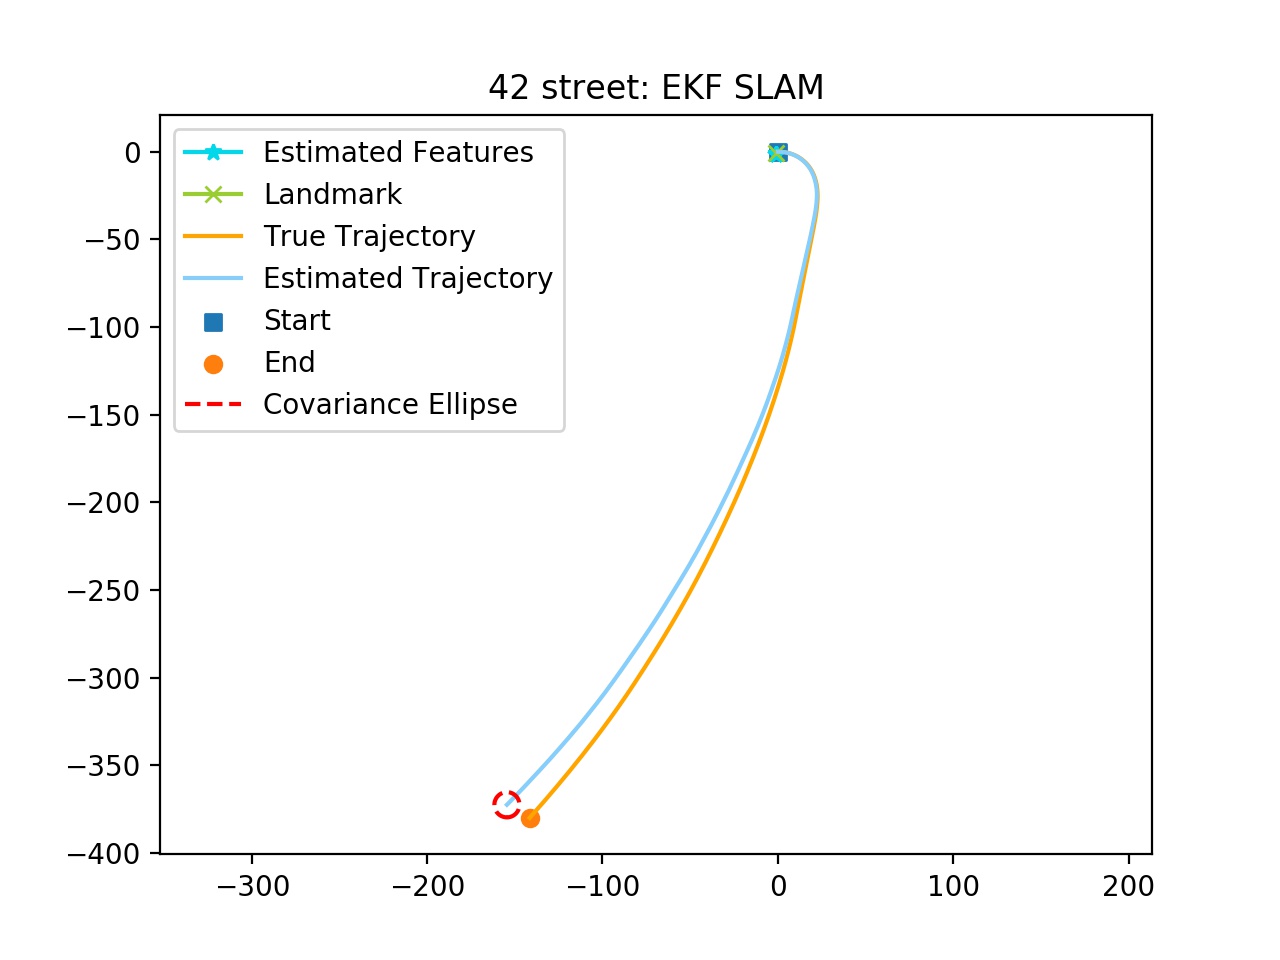 42 street: EKF SLAM
Estimated Features
Landmark
True Trajectory
Estimated Trajectory
Start
End
Covariance Ellipse
0
−50
−100
−150
−200
−250
−300
−350
−400
−300 −200 −100 0 100 200